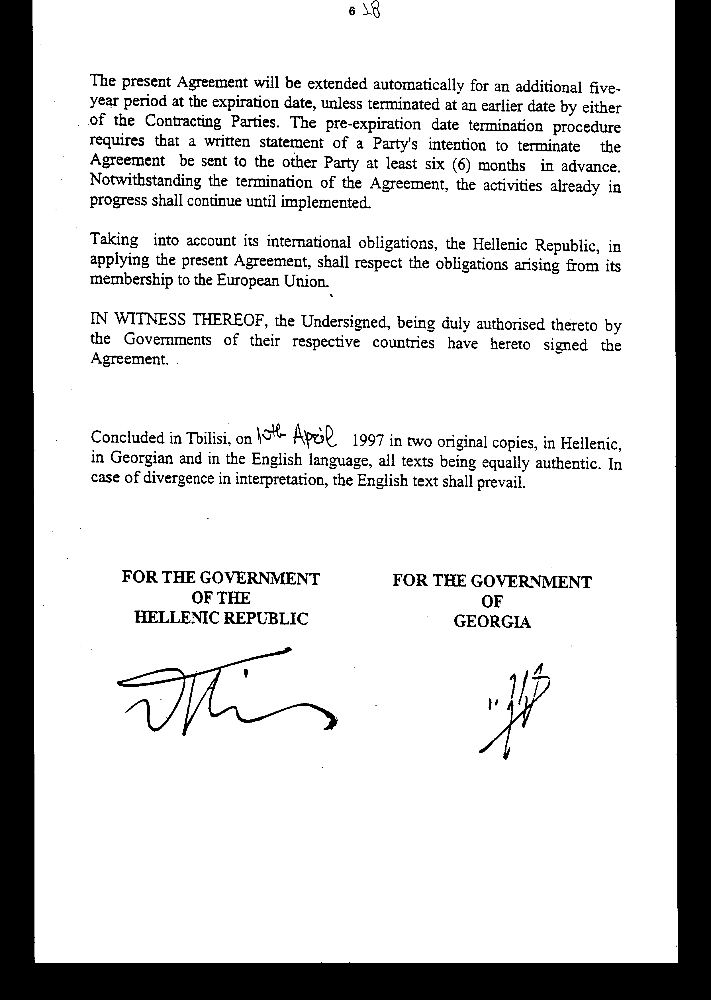 6 18
The present Agreement will be extended automatically for an additional five-
year period at the expiration date, unless terminated at an earlier date by either
of the Contracting Parties. The pre-expiration date termination procedure
requires that a written statement of a Party's intention to terminate the
Agreement be sent to the other Party at least six (6) months in advance.
Notwithstanding the termination of the Agreement, the activities already in
progress shall continue until implemented.
Taking into account its international obligations, the Hellenic Republic, in
applying the present Agreement, shall respect the obligations arising from its
membership to the European Union.
IN WITNESS THEREOF, the Undersigned, being duly authorised thereto by
the Governments of their respective countries have hereto signed the
Agreement.
Concluded in Tbilisi, on 10th April 1997 in two original copies, in Hellenic,
in Georgian and in the English language, all texts being equally authentic. In
case of divergence in interpretation, the English text shall prevail.
FOR THE GOVERNMENT
OF THE
HELLENIC REPUBLIC
FOR THE GOVERNMENT
OF
GEORGIA